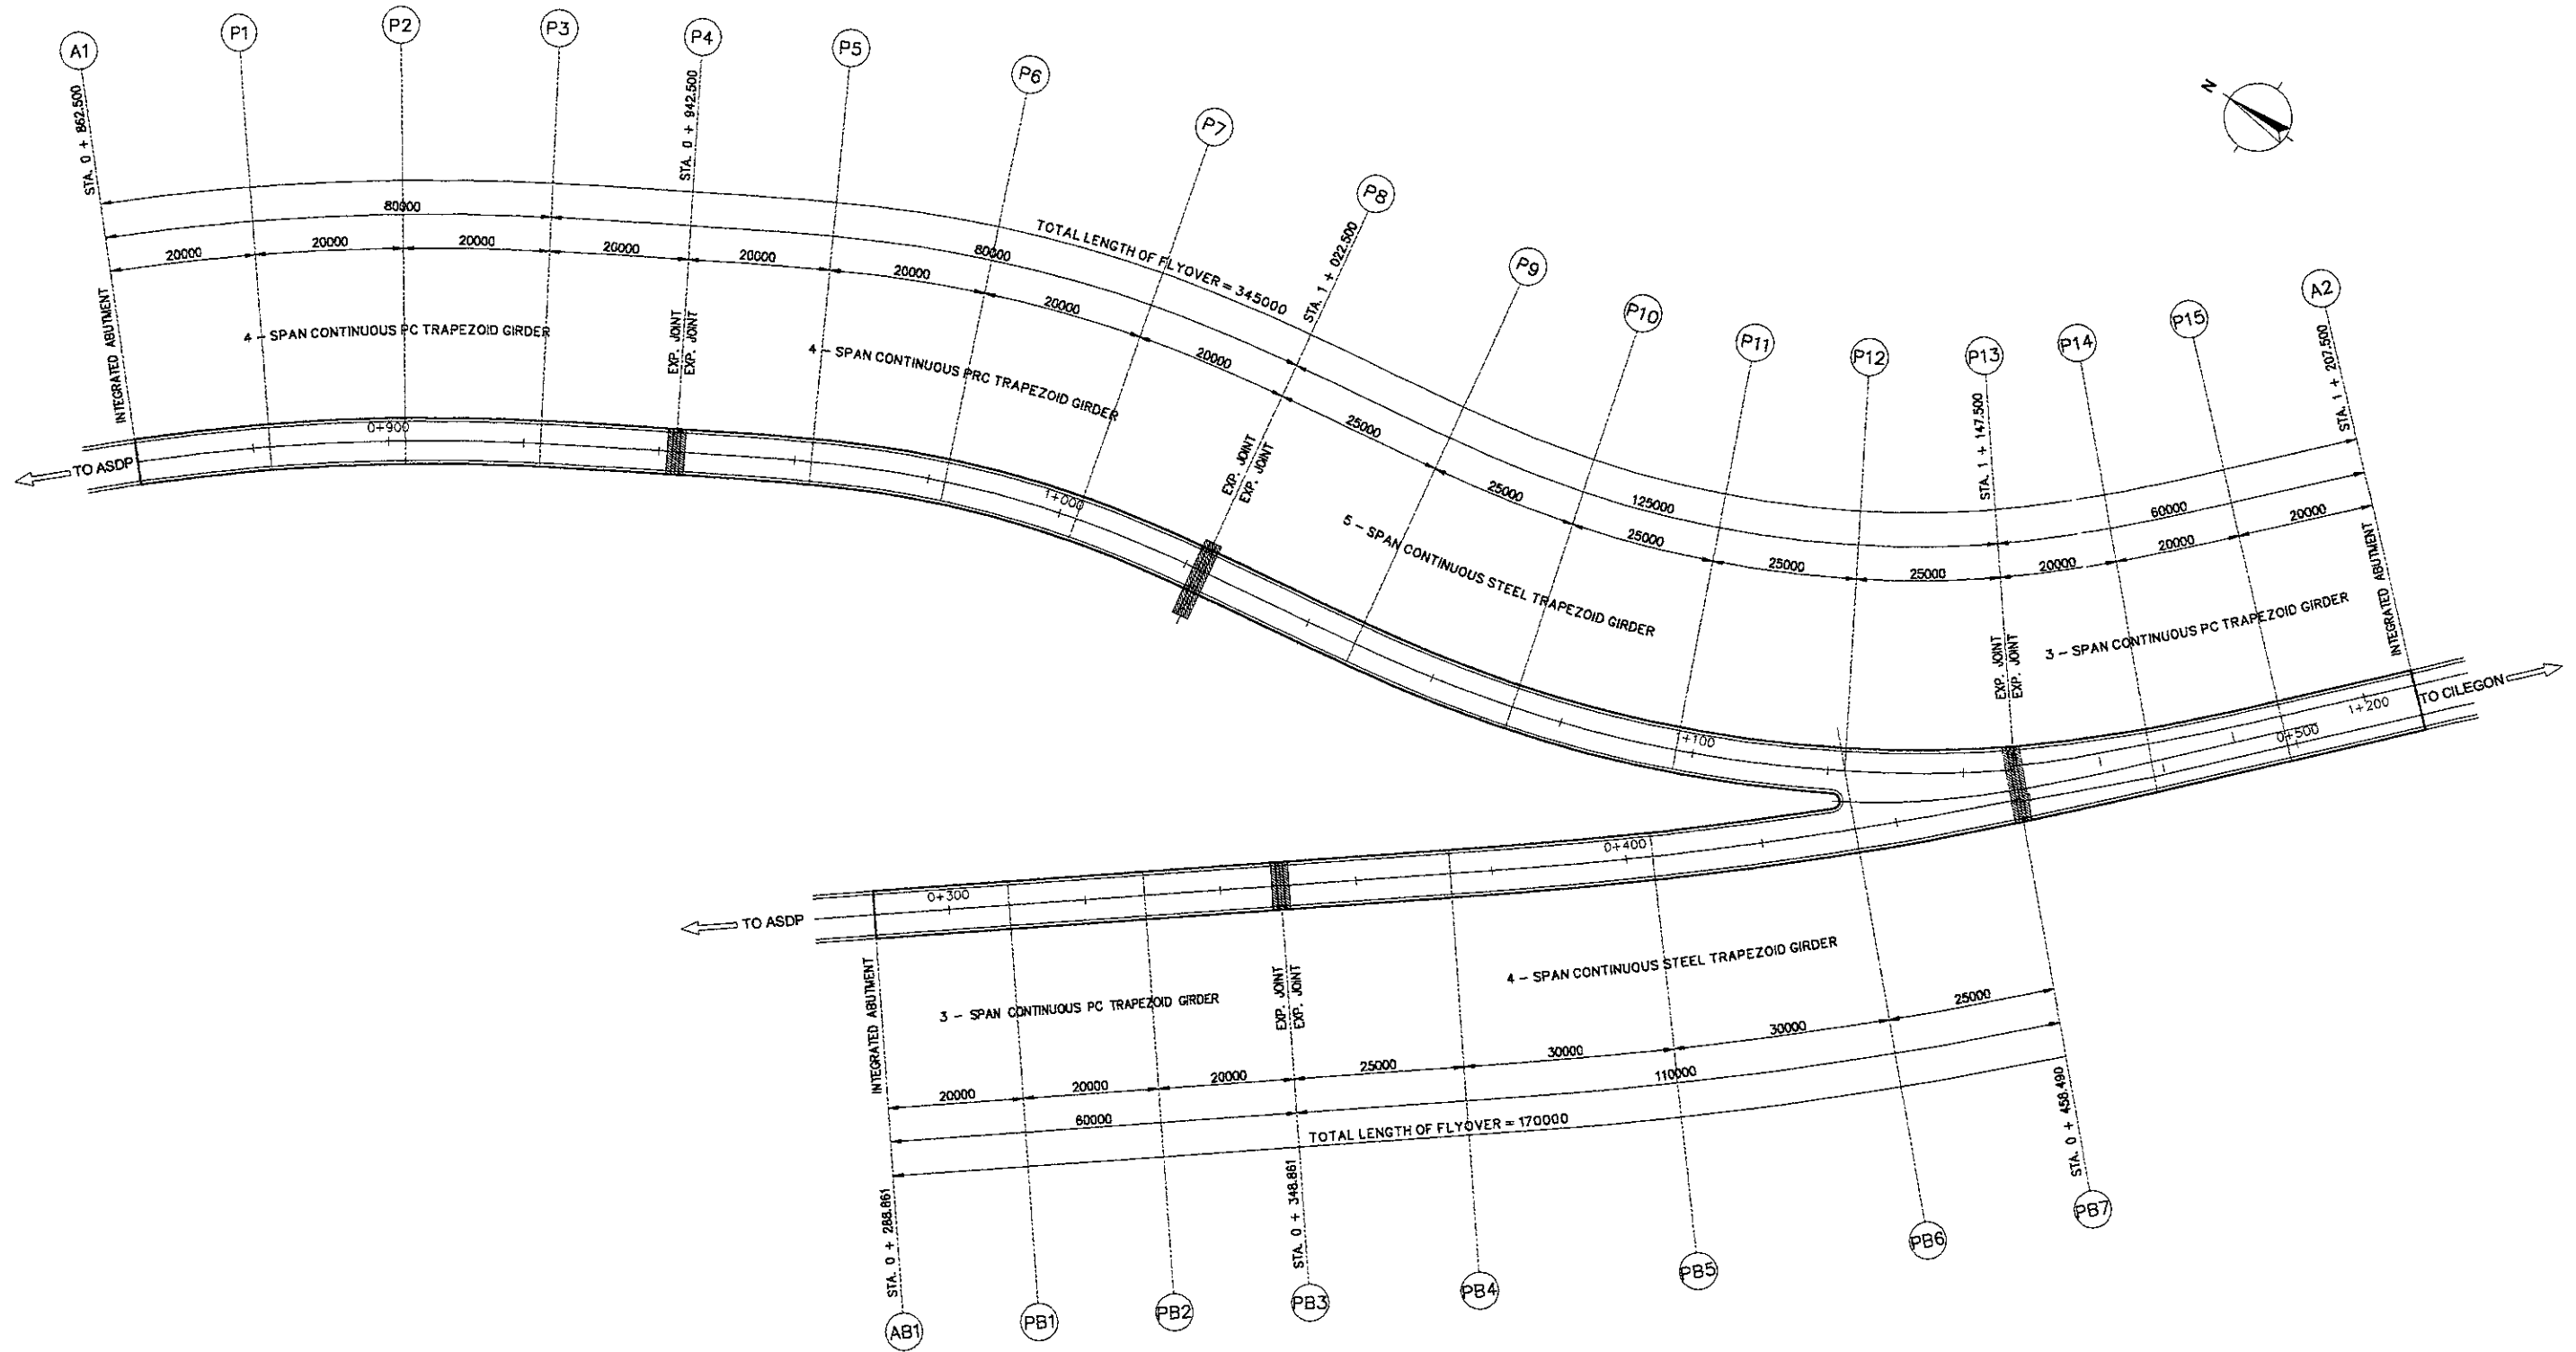 A1
P1
P2
P3
P4
P5
P6
P7
P8
P9
P10
P11
P12
P13
P14
P15
A2
N
STA. 0 + 862.500
STA. 0 + 942.500
STA. 1 + 022.500
STA. 1 + 147.500
STA. 1 + 207.500
TOTAL LENGTH OF FLYOVER = 345000
80000
80000
125000
60000
20000
20000
20000
20000
20000
20000
20000
20000
25000
25000
25000
25000
25000
20000
20000
20000
INTEGRATED ABUTMENT
4 - SPAN CONTINUOUS PC TRAPEZOID GIRDER
EXP. JOINT
EXP. JOINT
4 - SPAN CONTINUOUS PRC TRAPEZOID GIRDER
EXP. JOINT
EXP. JOINT
5 - SPAN CONTINUOUS STEEL TRAPEZOID GIRDER
EXP. JOINT
EXP. JOINT
3 - SPAN CONTINUOUS PC TRAPEZOID GIRDER
INTEGRATED ABUTMENT
TO ASDP
0+900
1+000
+100
1+200
0+500
TO CILEGON
TO ASDP
0+300
0+400
INTEGRATED ABUTMENT
3 - SPAN CONTINUOUS PC TRAPEZOID GIRDER
EXP. JOINT
EXP. JOINT
4 - SPAN CONTINUOUS STEEL TRAPEZOID GIRDER
20000
20000
20000
25000
30000
30000
25000
60000
110000
TOTAL LENGTH OF FLYOVER = 170000
STA. 0 + 288.861
STA. 0 + 348.861
STA. 0 + 458.490
AB1
PB1
PB2
PB3
PB4
PB5
PB6
PB7